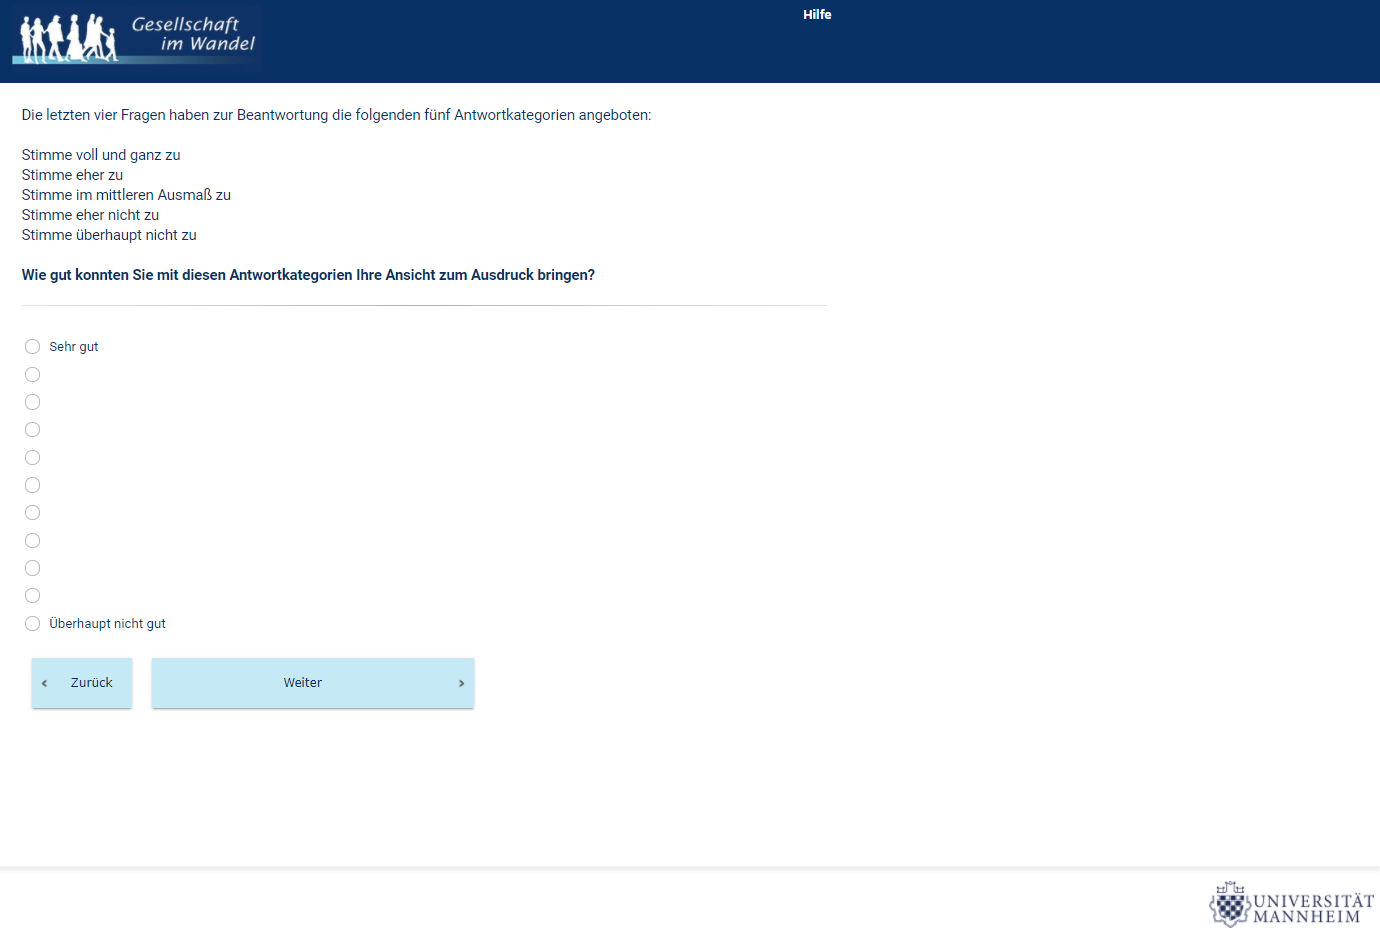 Gesellschaft
im Wandel
Hilfe
Die letzten vier Fragen haben zur Beantwortung die folgenden fünf Antwortkategorien angeboten:
Stimme voll und ganz zu
Stimme eher zu
Stimme im mittleren Ausmaß zu
Stimme eher nicht zu
Stimme überhaupt nicht zu
Wie gut konnten Sie mit diesen Antwortkategorien Ihre Ansicht zum Ausdruck bringen?
Sehr gut
Überhaupt nicht gut
Zurück
Weiter
UNIVERSITÄT
MANNHEIM